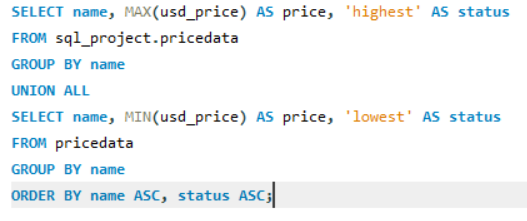 SELECT name, MAX(usd_price) AS price, 'highest' AS status
FROM sql_project.pricedata
GROUP BY name
UNION ALL
SELECT name, MIN(usd_price) AS price, 'lowest' AS status
FROM pricedata
GROUP BY name
ORDER BY name ASC, status ASC;